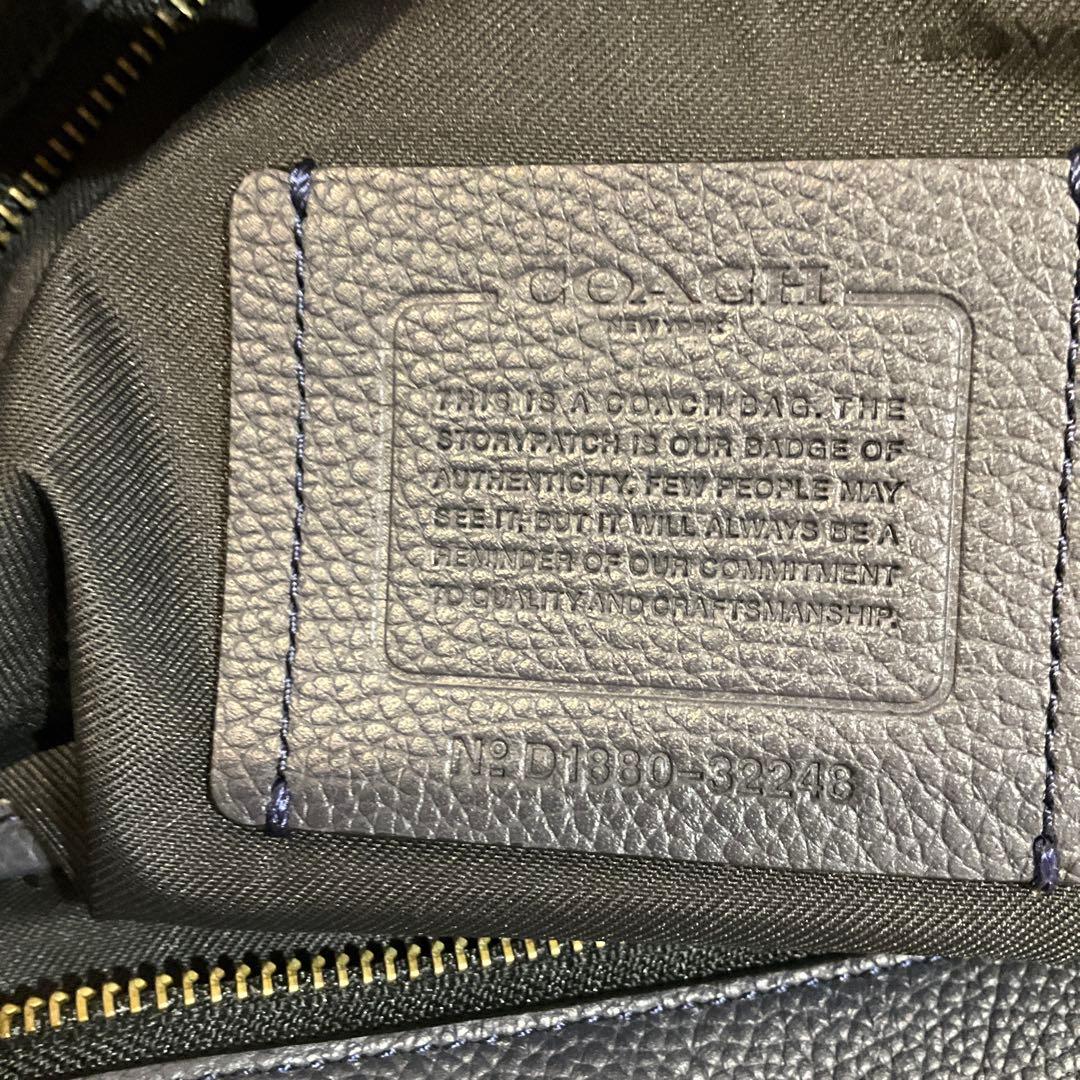 COACH
NEW YORK
THIS IS A COACH BAG. THE
STORYPATCH IS OUR BADGE OF
AUTHENTICITY. FEW PEOPLE MAY
SEE IT, BUT IT WILL ALWAYS BE A
REMINDER OF OUR COMMITMENT
TO QUALITY AND CRAFTSMANSHIP.
Nº D1880-32248